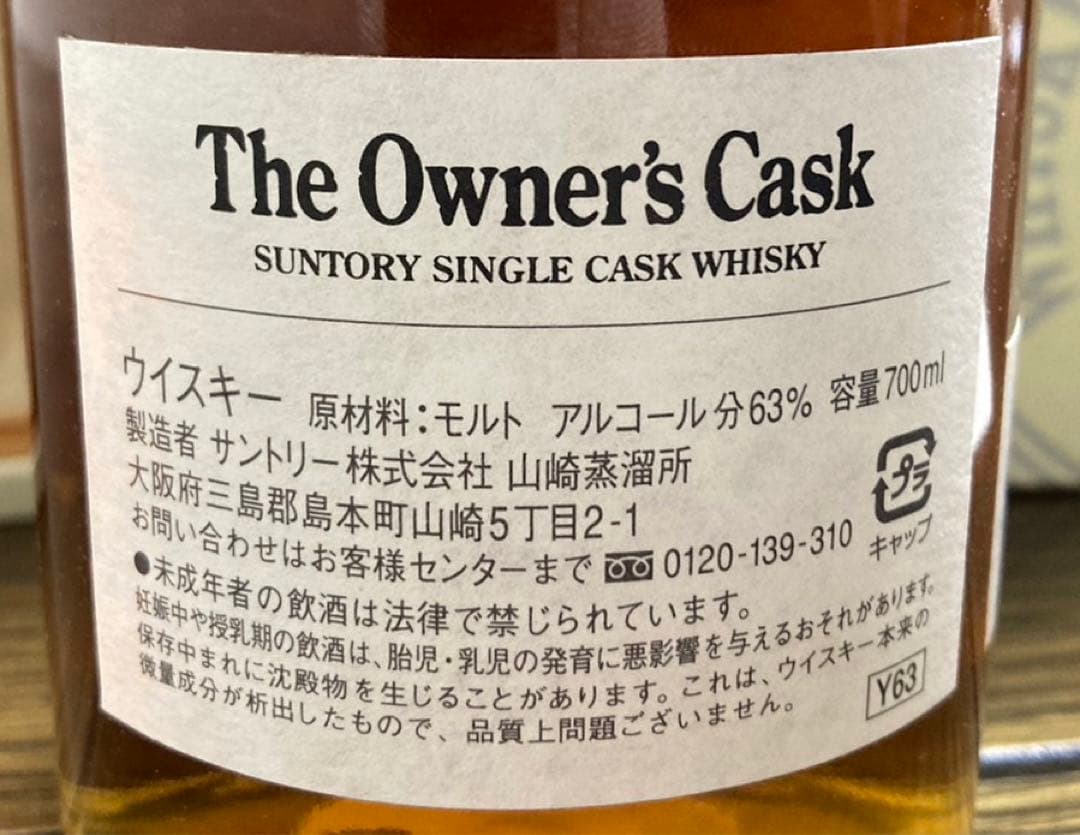 The Owner's Cask
SUNTORY SINGLE CASK WHISKY
ウイスキー 原材料：モルト アルコール分63% 容量700ml
製造者 サントリー株式会社 山崎蒸溜所
大阪府三島郡島本町山崎5丁目2-1
お問い合わせはお客様センターまで 0120-139-310
プラ
キャップ
●未成年者の飲酒は法律で禁じられています。
妊娠中や授乳期の飲酒は、胎児・乳児の発育に悪影響を与えるおそれがあります。
保存中まれに沈殿物を生じることがあります。これは、ウイスキー本来の
微量成分が析出したもので、品質上問題ございません。
Y63